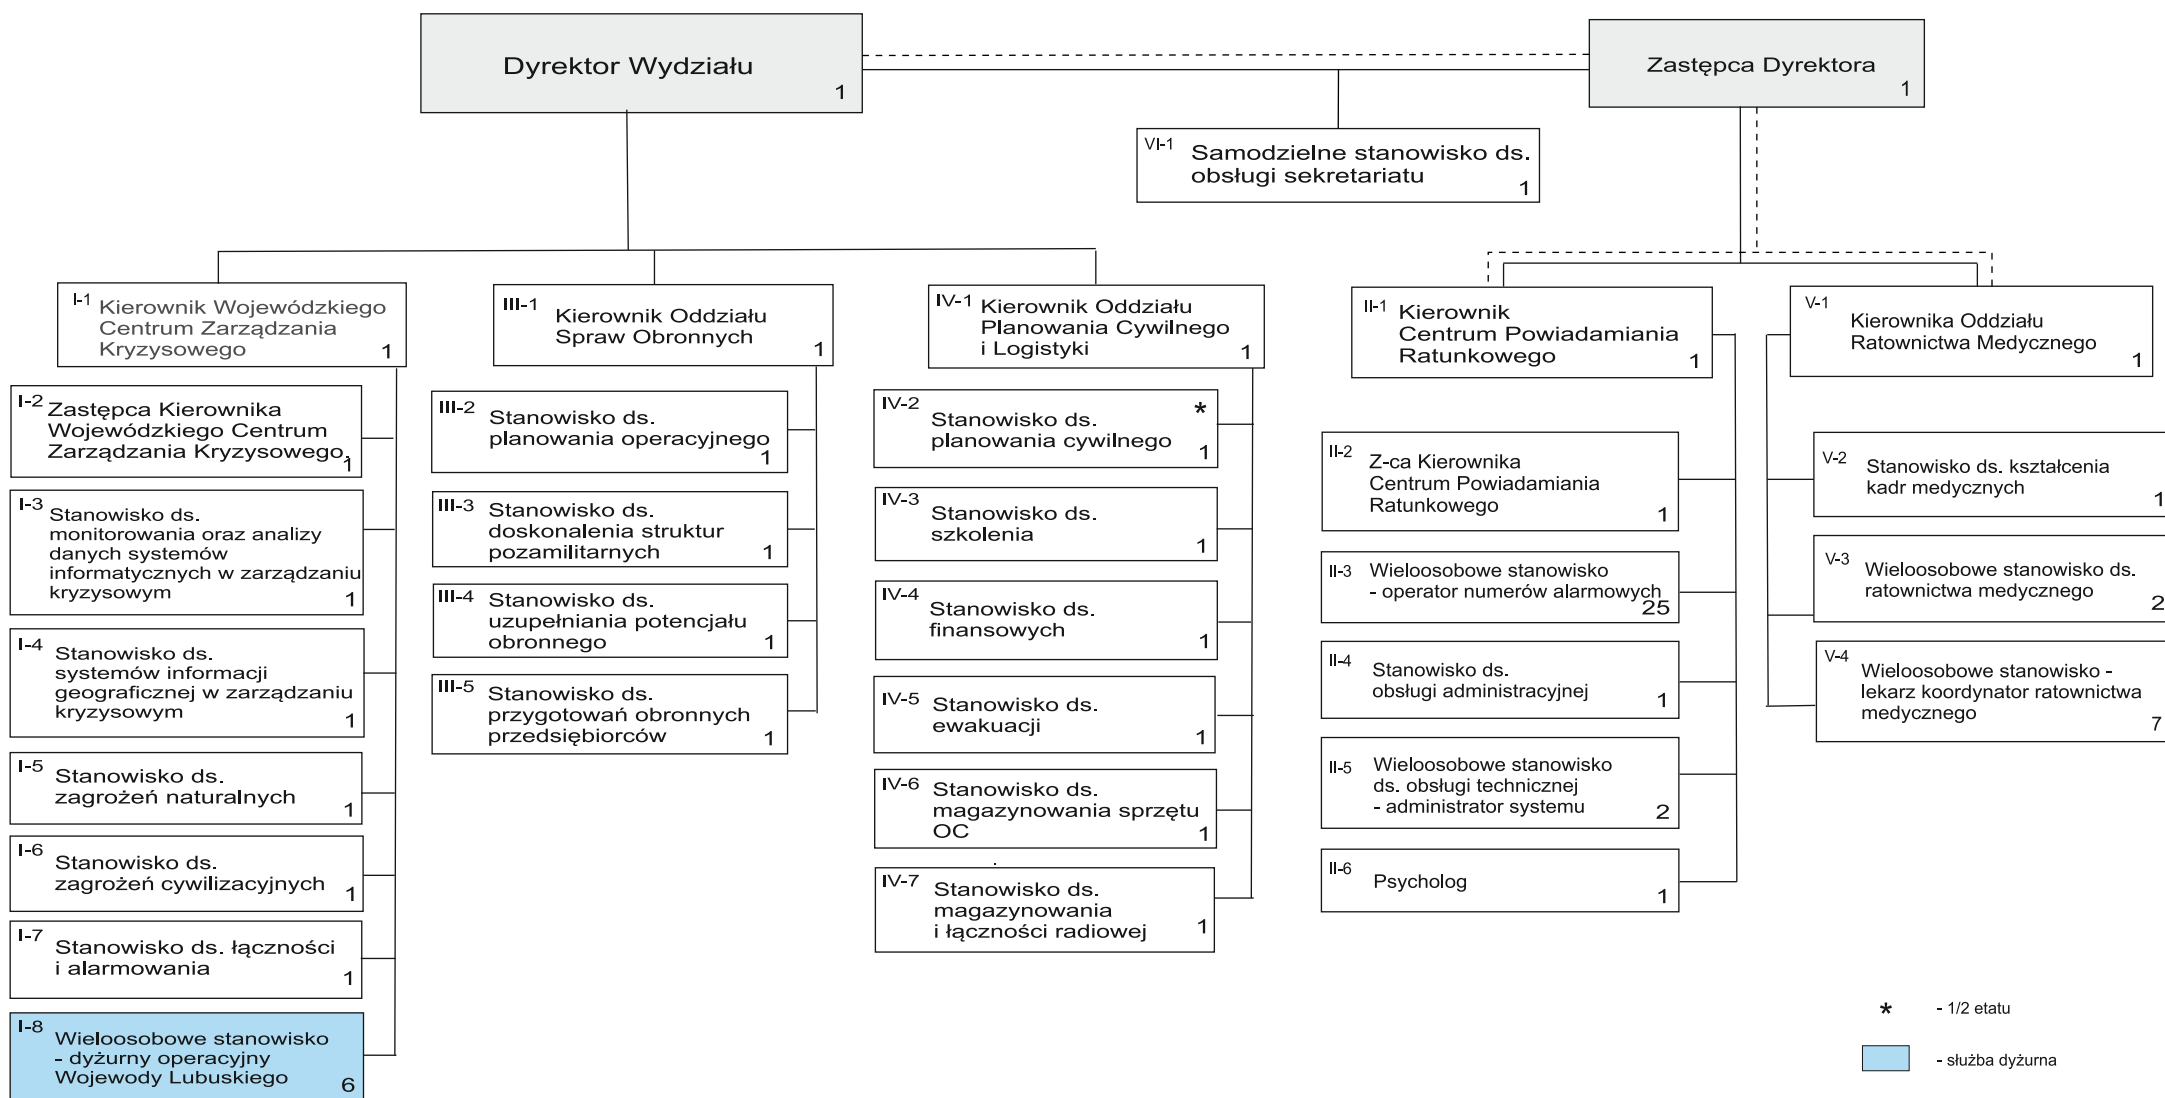 Dyrektor Wydziału
1
Zastępca Dyrektora
1
VI-1
Samodzielne stanowisko ds.
obsługi sekretariatu
1
I-1
Kierownik Wojewódzkiego
Centrum Zarządzania
Kryzysowego
1
I-2
Zastępca Kierownika
Wojewódzkiego Centrum
Zarządzania Kryzysowego,
1
I-3
Stanowisko ds.
monitorowania oraz analizy
danych systemów
informatycznych w zarządzaniu
kryzysowym
1
I-4
Stanowisko ds.
systemów informacji
geograficznej w zarządzaniu
kryzysowym
1
I-5
Stanowisko ds.
zagrożeń naturalnych
1
I-6
Stanowisko ds.
zagrożeń cywilizacyjnych
1
I-7
Stanowisko ds. łączności
i alarmowania
1
I-8
Wieloosobowe stanowisko
- dyżurny operacyjny
Wojewody Lubuskiego
6
III-1
Kierownik Oddziału
Spraw Obronnych
1
III-2
Stanowisko ds.
planowania operacyjnego
1
III-3
Stanowisko ds.
doskonalenia struktur
pozamilitarnych
1
III-4
Stanowisko ds.
uzupełniania potencjału
obronnego
1
III-5
Stanowisko ds.
przygotowań obronnych
przedsiębiorców
1
IV-1
Kierownik Oddziału
Planowania Cywilnego
i Logistyki
1
IV-2
*
Stanowisko ds.
planowania cywilnego
1
IV-3
Stanowisko ds.
szkolenia
1
IV-4
Stanowisko ds.
finansowych
1
IV-5
Stanowisko ds.
ewakuacji
1
IV-6
Stanowisko ds.
magazynowania sprzętu
OC
1
IV-7
Stanowisko ds.
magazynowania
i łączności radiowej
1
II-1
Kierownik
Centrum Powiadamiania
Ratunkowego
1
II-2
Z-ca Kierownika
Centrum Powiadamiania
Ratunkowego
1
II-3
Wieloosobowe stanowisko
- operator numerów alarmowych
25
II-4
Stanowisko ds.
obsługi administracyjnej
1
II-5
Wieloosobowe stanowisko
ds. obsługi technicznej
- administrator systemu
2
II-6
Psycholog
1
V-1
Kierownika Oddziału
Ratownictwa Medycznego
1
V-2
Stanowisko ds. kształcenia
kadr medycznych
1
V-3
Wieloosobowe stanowisko ds.
ratownictwa medycznego
2
V-4
Wieloosobowe stanowisko -
lekarz koordynator ratownictwa
medycznego
7
* - 1/2 etatu
- służba dyżurna